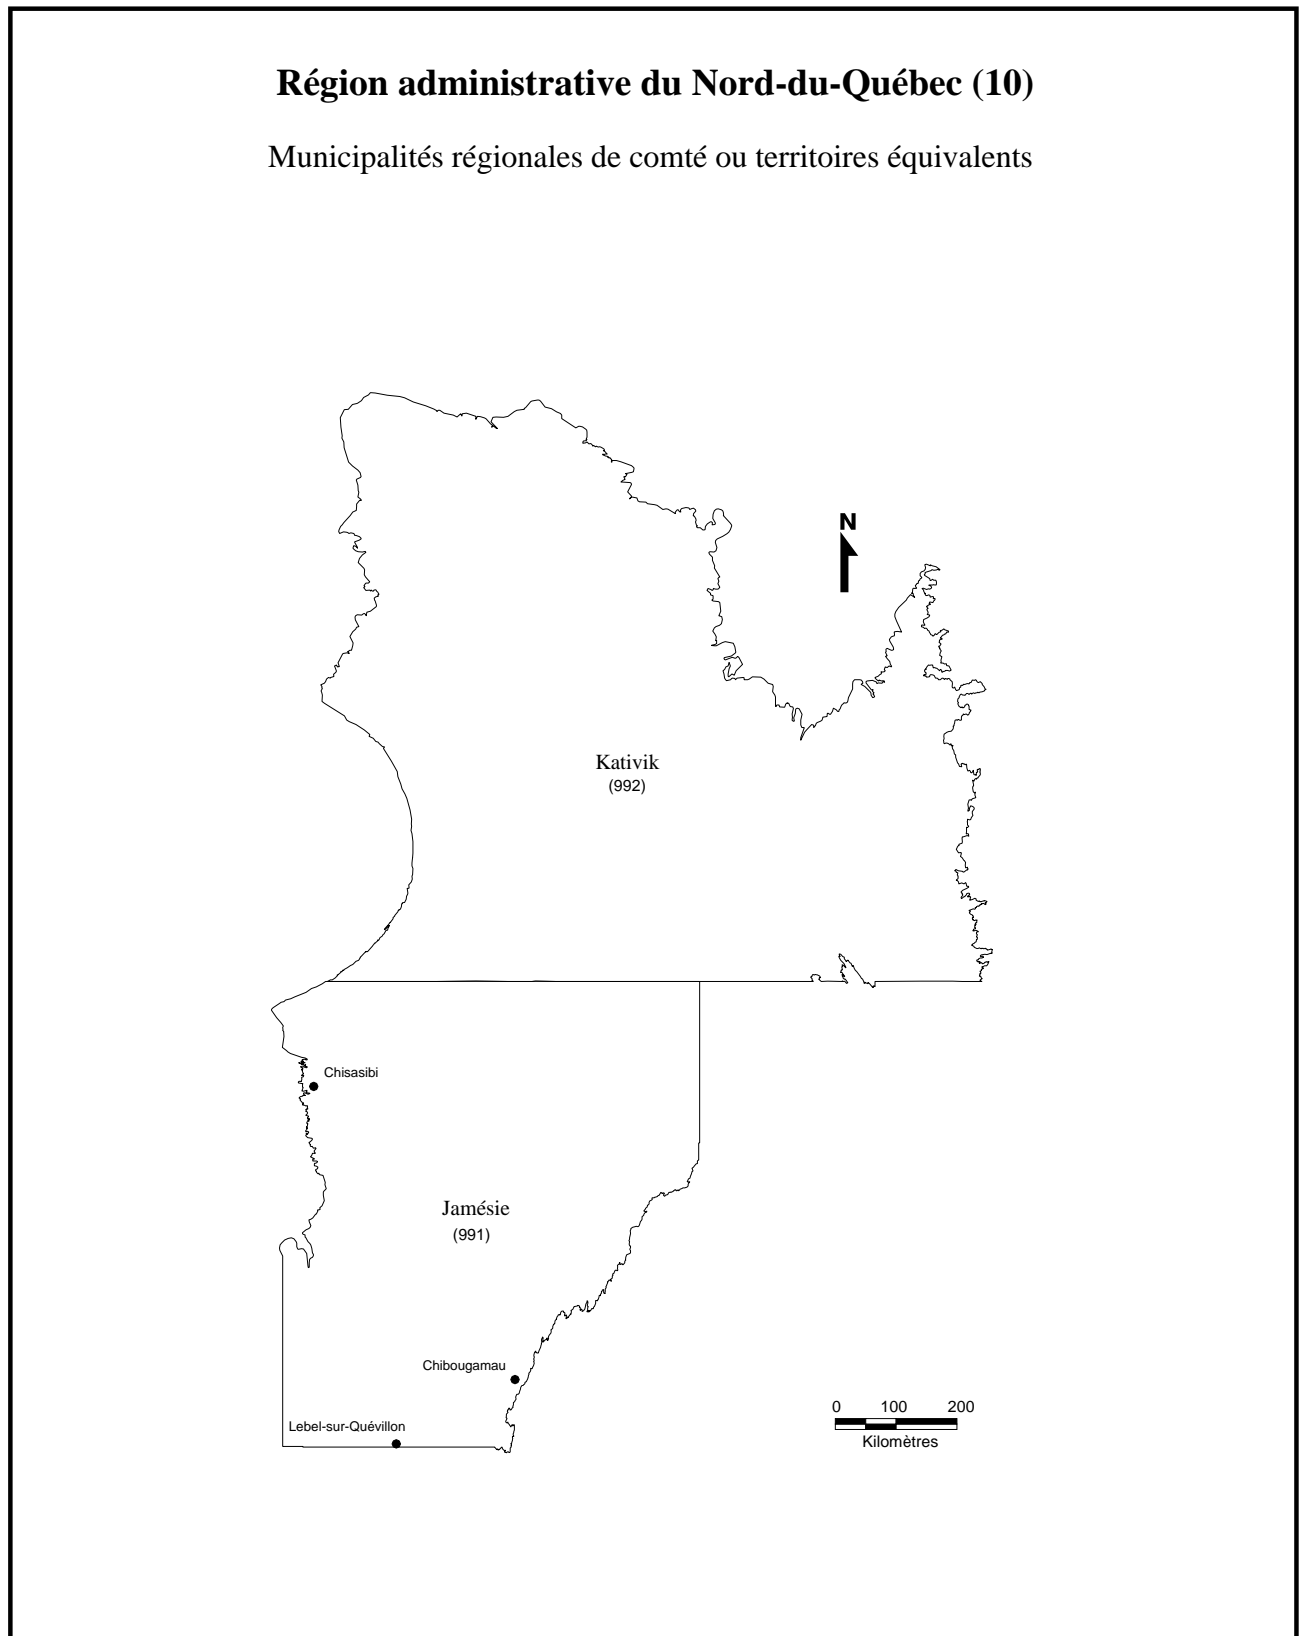 Région administrative du Nord-du-Québec (10)
Municipalités régionales de comté ou territoires équivalents
N
Kativik
(992)
Chisasibi
Jamésie
(991)
Chibougamau
Lebel-sur-Quévillon
0 100 200
Kilomètres